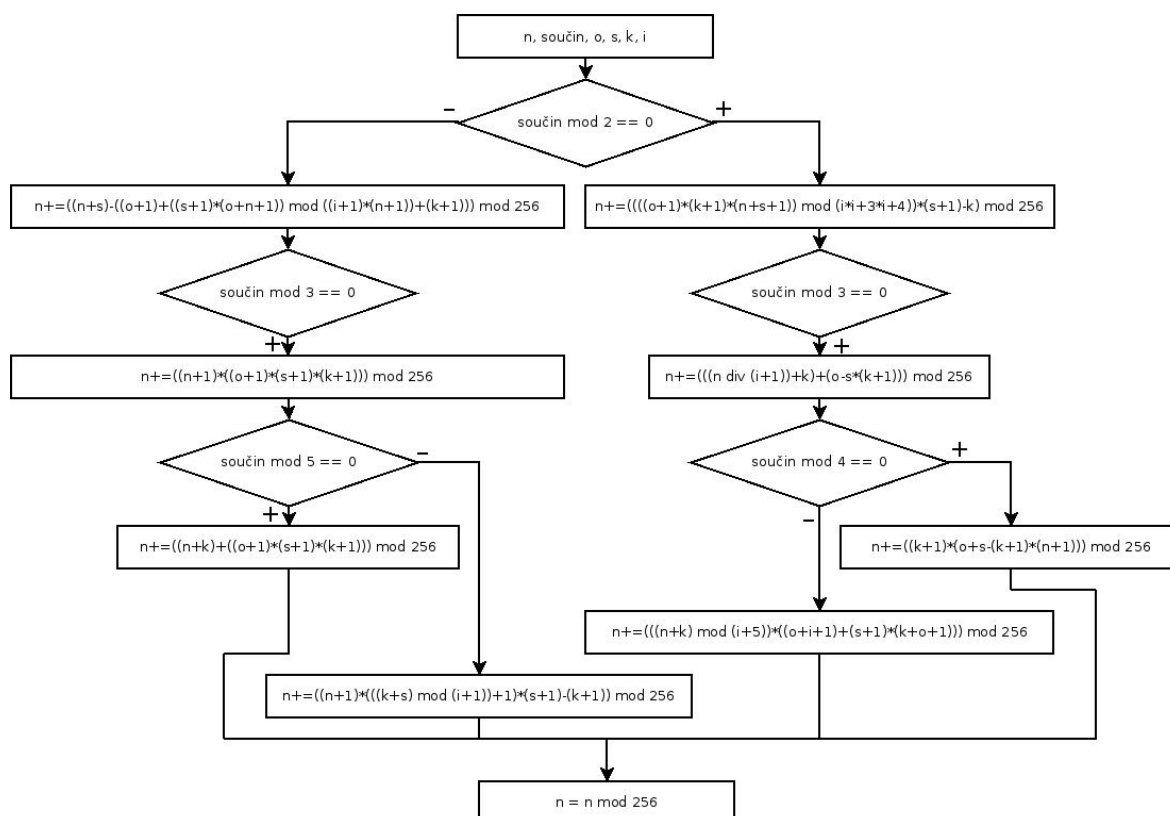 n, součin, o, s, k, i
součin mod 2 == 0
–
+
n+=((n+s)-((o+1)+((s+1)*(o+n+1)) mod ((i+1)*(n+1))+(k+1))) mod 256
n+=((((o+1)*(k+1)*(n+s+1)) mod (i*i+3*i+4))*(s+1)-k) mod 256
součin mod 3 == 0
součin mod 3 == 0
+
+
n+=((n+1)*((o+1)*(s+1)*(k+1))) mod 256
n+=(((n div (i+1))+k)+(o-s*(k+1))) mod 256
součin mod 5 == 0
–
součin mod 4 == 0
+
+
–
n+=((n+k)+((o+1)*(s+1)*(k+1))) mod 256
n+=((k+1)*(o+s-(k+1)*(n+1))) mod 256
n+=(((n+k) mod (i+5))*((o+i+1)+(s+1)*(k+o+1))) mod 256
n+=((n+1)*(((k+s) mod (i+1))+1)*(s+1)-(k+1)) mod 256
n = n mod 256